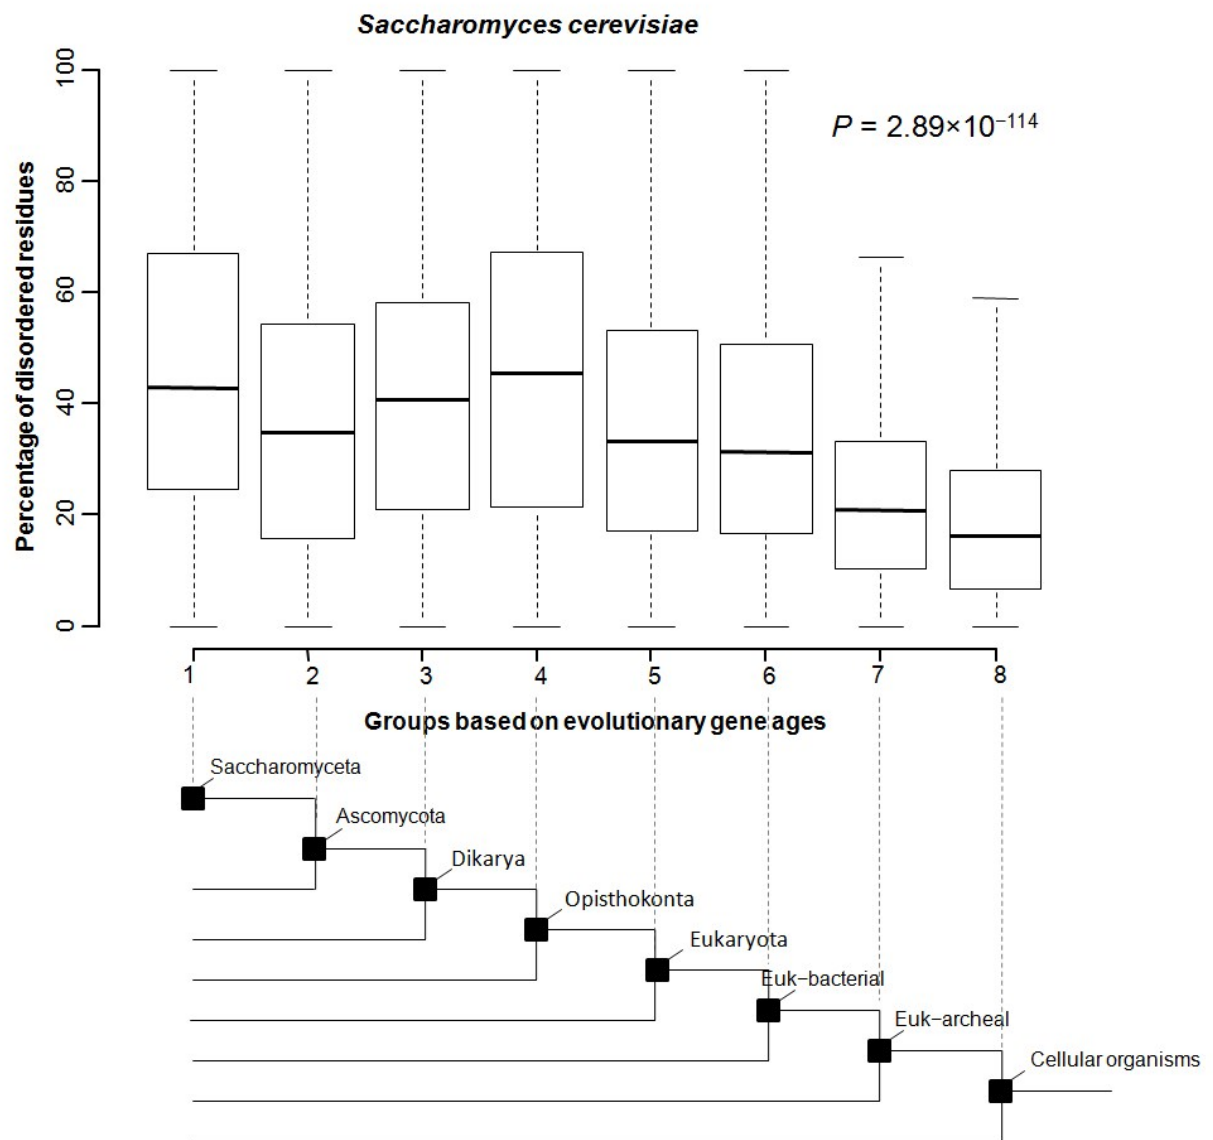 Saccharomyces cerevisiae
P = 2.89×10⁻¹¹⁴
Percentage of disordered residues
100
80
60
40
20
0
1 2 3 4 5 6 7 8
Groups based on evolutionary gene ages
Saccharomyceta
Ascomycota
Dikarya
Opisthokonta
Eukaryota
Euk-bacterial
Euk-archeal
Cellular organisms